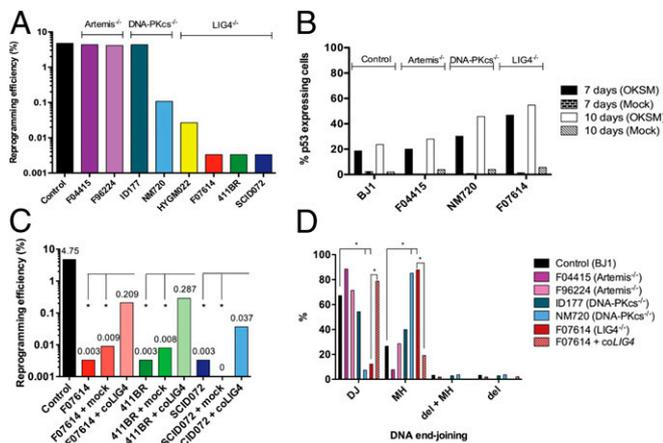 A
Artemis-/- DNA-PKcs-/- LIG4-/-
Reprogramming efficiency (%)
10
1
0.1
0.01
0.001
Control
F04415
F96224
ID177
NM720
HYGM022
F07614
411BR
SCID072
B
Control Artemis-/- DNA-PKcs-/- LIG4-/-
% p53 expressing cells
100
80
60
40
20
0
BJ1
F04415
NM720
F07614
7 days (OKSM)
7 days (Mock)
10 days (OKSM)
10 days (Mock)
C
Reprogramming efficiency (%)
10
1
0.1
0.01
0.001
4.75
0.003
0.009
0.209
0.003
0.008
0.287
0.003
0
0.037
* * * * * *
Control
F07614
F07614 + mock
F07614 + coLIG4
411BR
411BR + mock
411BR + coLIG4
SCID072
SCID072 + mock
SCID072 + coLIG4
D
%
100
80
60
40
20
0
* * * *
DJ
MH
del + MH
del
DNA end-joining
Control (BJ1)
F04415 (Artemis-/-)
F96224 (Artemis-/-)
ID177 (DNA-PKcs-/-)
NM720 (DNA-PKcs-/-)
F07614 (LIG4-/-)
F07614 + coLIG4